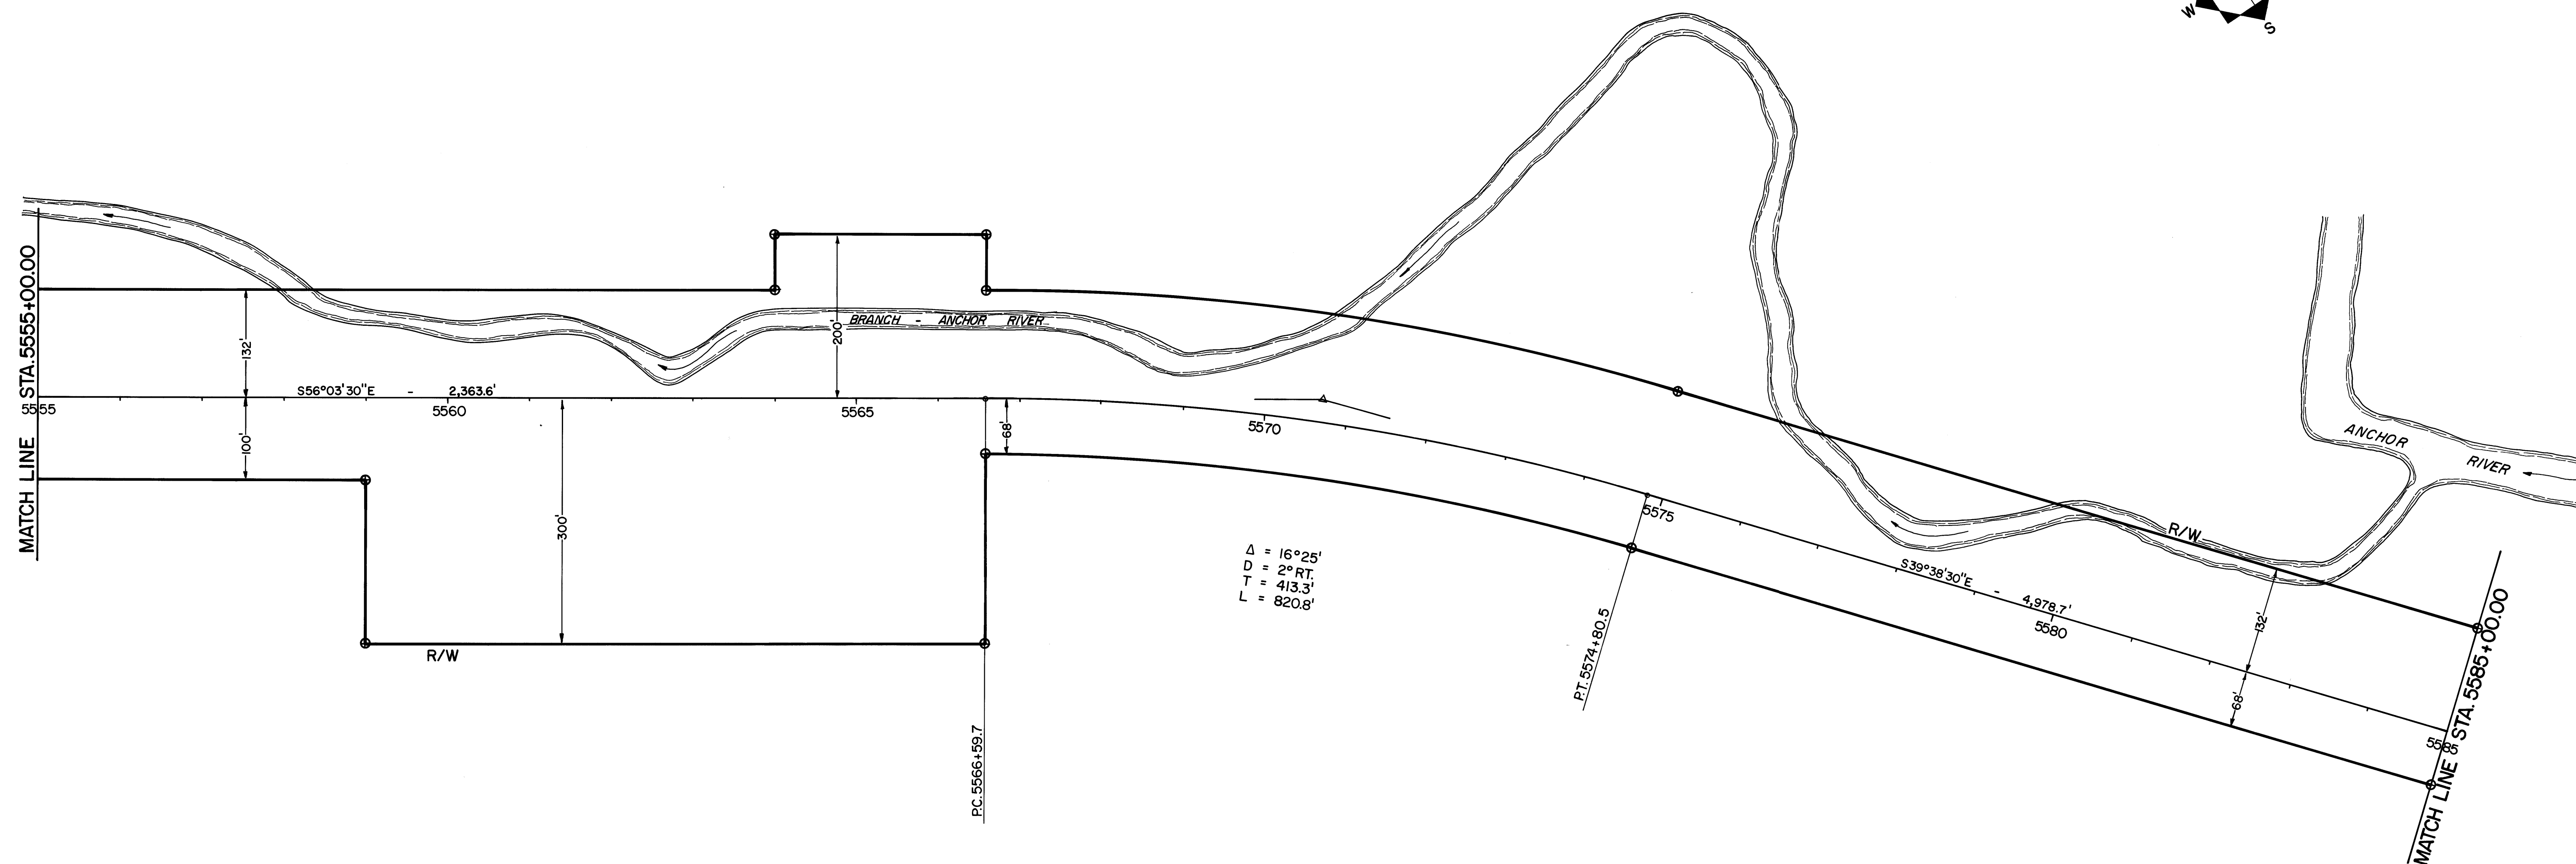 W
S
MATCH LINE STA. 5555+00.00
132'
200'
BRANCH - ANCHOR RIVER
S56°03'30"E - 2,363.6'
5555
5560
5565
5570
5575
5580
5585
100'
300'
68'
R/W
P.C. 5566+59.7
Δ = 16°25'
D = 2° RT.
T = 413.3'
L = 820.8'
P.T. 5574+80.5
S39°38'30"E - 4,978.7'
R/W
132'
68'
ANCHOR
RIVER
MATCH LINE STA. 5585+00.00